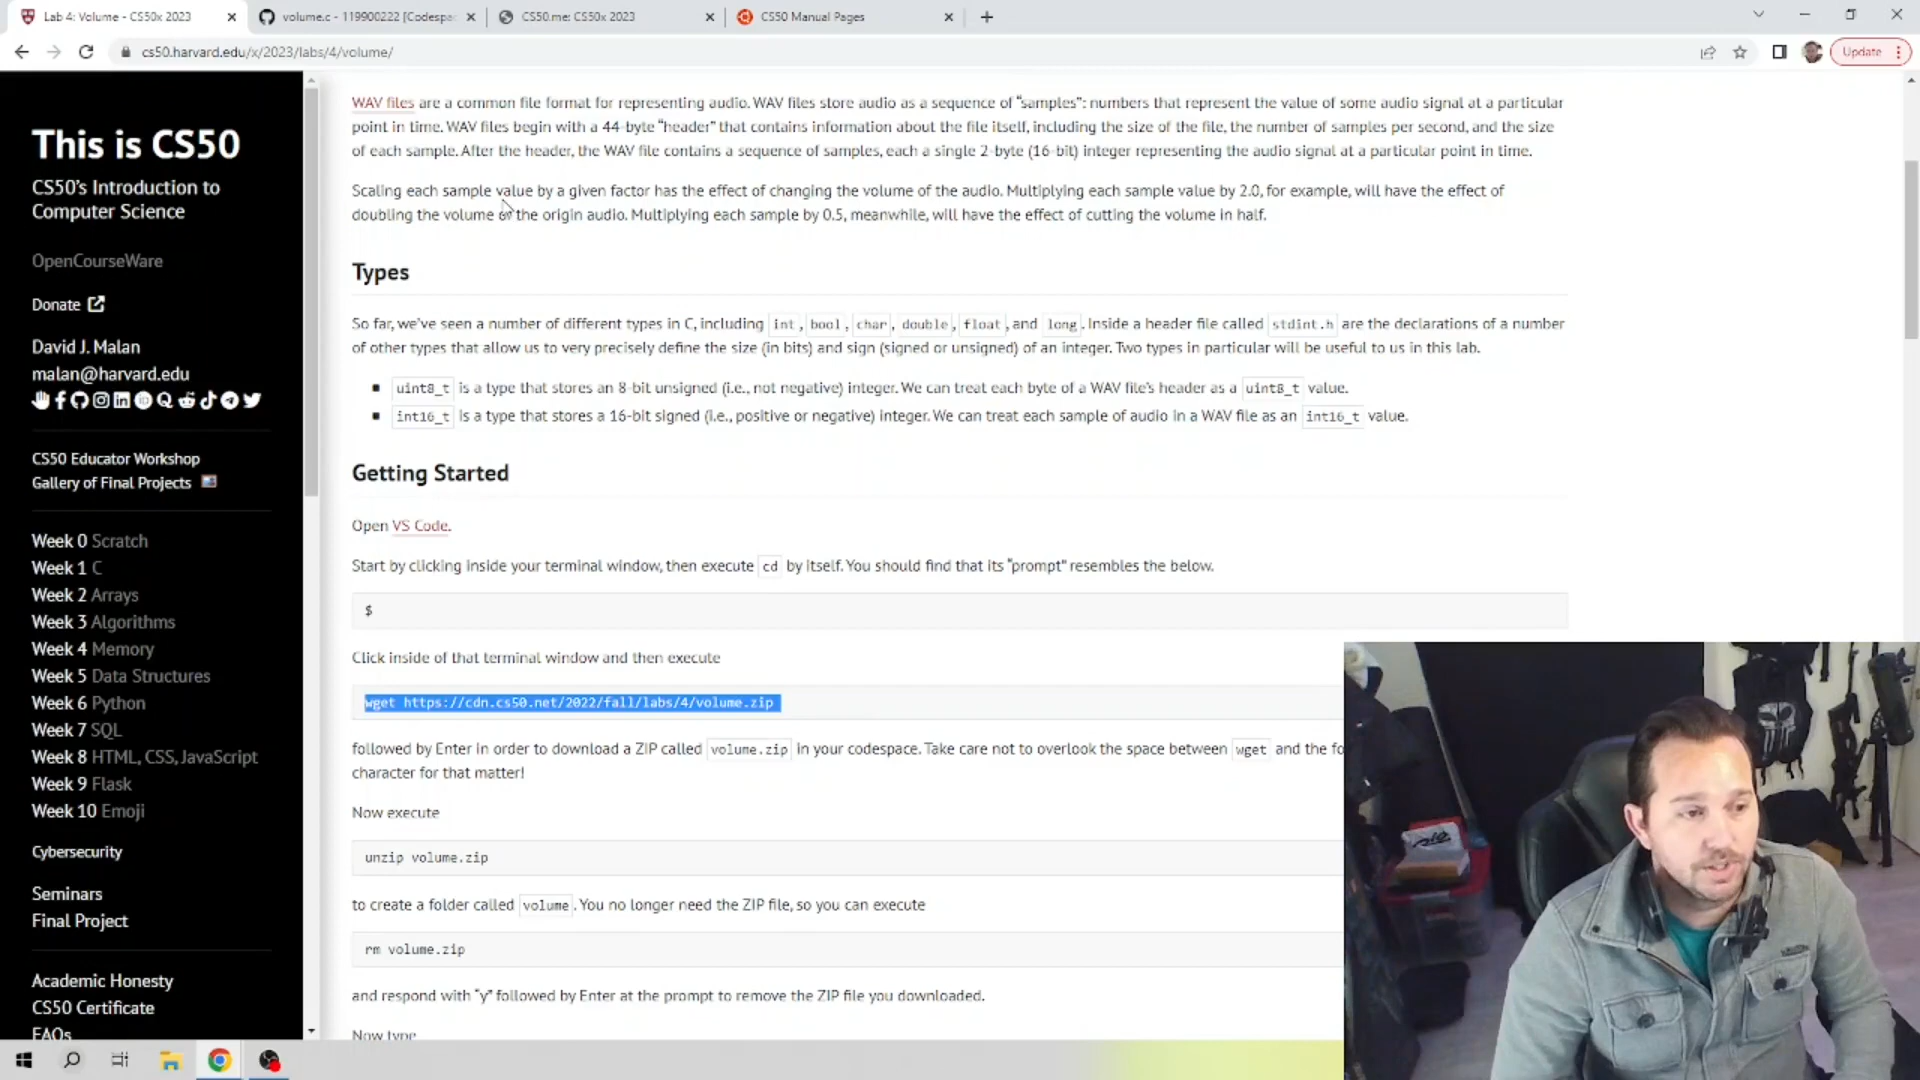 Lab 4: Volume - CS50x 2023
volume.c - 119900222 [Codespac
CS50.me: CS50x 2023
CS50 Manual Pages
cs50.harvard.edu/x/2023/labs/4/volume/
Update
This is CS50
CS50's Introduction to
Computer Science
OpenCourseWare
Donate
David J. Malan
malan@harvard.edu
CS50 Educator Workshop
Gallery of Final Projects
Week 0 Scratch
Week 1 C
Week 2 Arrays
Week 3 Algorithms
Week 4 Memory
Week 5 Data Structures
Week 6 Python
Week 7 SQL
Week 8 HTML, CSS, JavaScript
Week 9 Flask
Week 10 Emoji
Cybersecurity
Seminars
Final Project
Academic Honesty
CS50 Certificate
FAQs
WAV files are a common file format for representing audio. WAV files store audio as a sequence of “samples”: numbers that represent the value of some audio signal at a particular
point in time. WAV files begin with a 44-byte “header” that contains information about the file itself, including the size of the file, the number of samples per second, and the size
of each sample. After the header, the WAV file contains a sequence of samples, each a single 2-byte (16-bit) integer representing the audio signal at a particular point in time.
Scaling each sample value by a given factor has the effect of changing the volume of the audio. Multiplying each sample value by 2.0, for example, will have the effect of
doubling the volume of the origin audio. Multiplying each sample by 0.5, meanwhile, will have the effect of cutting the volume in half.
Types
So far, we've seen a number of different types in C, including int, bool, char, double, float, and long. Inside a header file called stdint.h are the declarations of a number
of other types that allow us to very precisely define the size (in bits) and sign (signed or unsigned) of an integer. Two types in particular will be useful to us in this lab.
uint8_t is a type that stores an 8-bit unsigned (i.e., not negative) integer. We can treat each byte of a WAV file's header as a uint8_t value.
int16_t is a type that stores a 16-bit signed (i.e., positive or negative) integer. We can treat each sample of audio in a WAV file as an int16_t value.
Getting Started
Open VS Code.
Start by clicking inside your terminal window, then execute cd by itself. You should find that its “prompt” resembles the below.
$
Click inside of that terminal window and then execute
wget https://cdn.cs50.net/2022/fall/labs/4/volume.zip
followed by Enter in order to download a ZIP called volume.zip in your codespace. Take care not to overlook the space between wget and the fo
character for that matter!
Now execute
unzip volume.zip
to create a folder called volume. You no longer need the ZIP file, so you can execute
rm volume.zip
and respond with “y” followed by Enter at the prompt to remove the ZIP file you downloaded.
Now type